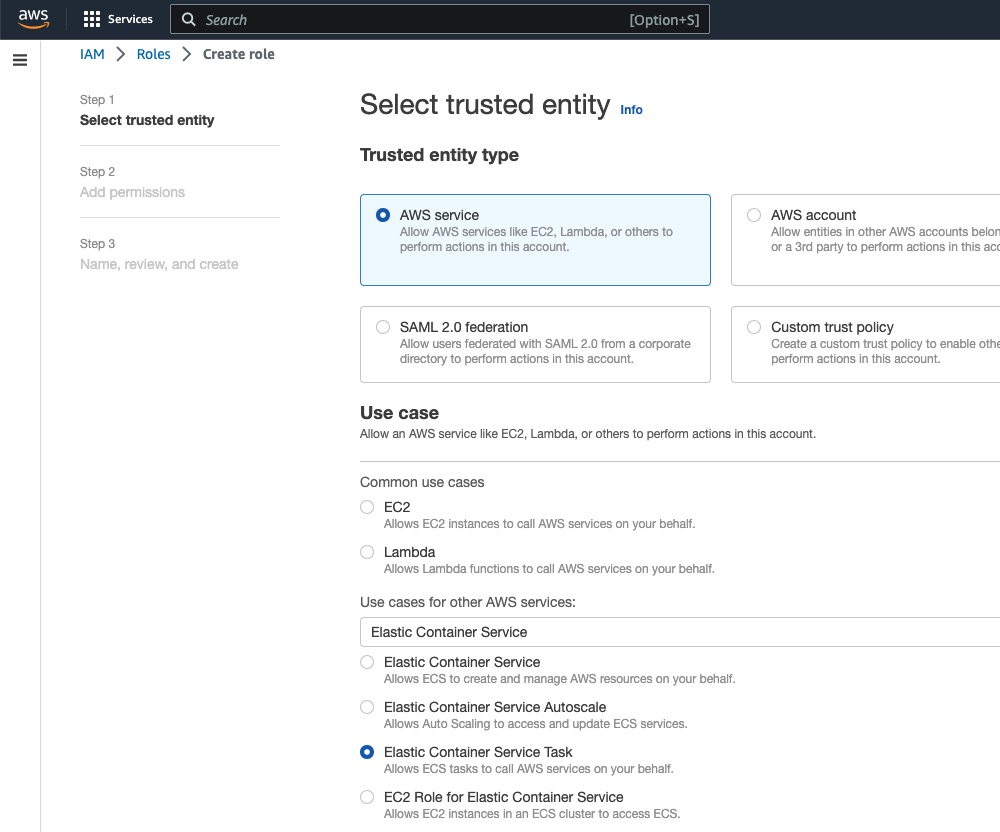 aws
Services
Search
[Option+S]
IAM
Roles
Create role
Step 1
Select trusted entity
Step 2
Add permissions
Step 3
Name, review, and create
Select trusted entity Info
Trusted entity type
AWS service
Allow AWS services like EC2, Lambda, or others to
perform actions in this account.
AWS account
Allow entities in other AWS accounts
or a 3rd party to perform actions in this
SAML 2.0 federation
Allow users federated with SAML 2.0 from a corporate
directory to perform actions in this account.
Custom trust policy
Create a custom trust policy to enable
perform actions in this account.
Use case
Allow an AWS service like EC2, Lambda, or others to perform actions in this account.
Common use cases
EC2
Allows EC2 instances to call AWS services on your behalf.
Lambda
Allows Lambda functions to call AWS services on your behalf.
Use cases for other AWS services:
Elastic Container Service
Elastic Container Service
Allows ECS to create and manage AWS resources on your behalf.
Elastic Container Service Autoscale
Allows Auto Scaling to access and update ECS services.
Elastic Container Service Task
Allows ECS tasks to call AWS services on your behalf.
EC2 Role for Elastic Container Service
Allows EC2 instances in an ECS cluster to access ECS.